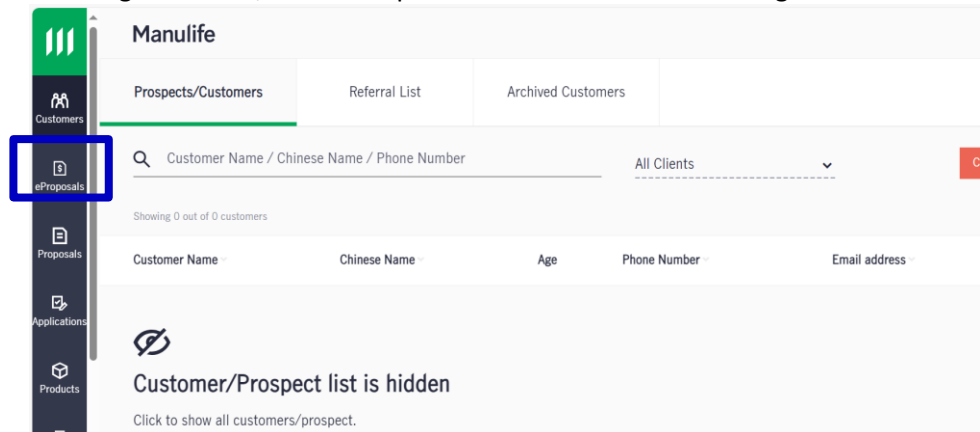 Manulife
Prospects/Customers Referral List Archived Customers
Customers
Customer Name / Chinese Name / Phone Number All Clients C
eProposals
Showing 0 out of 0 customers
Proposals
Customer Name Chinese Name Age Phone Number Email address
Applications
Customer/Prospect list is hidden
Products
Click to show all customers/prospect.